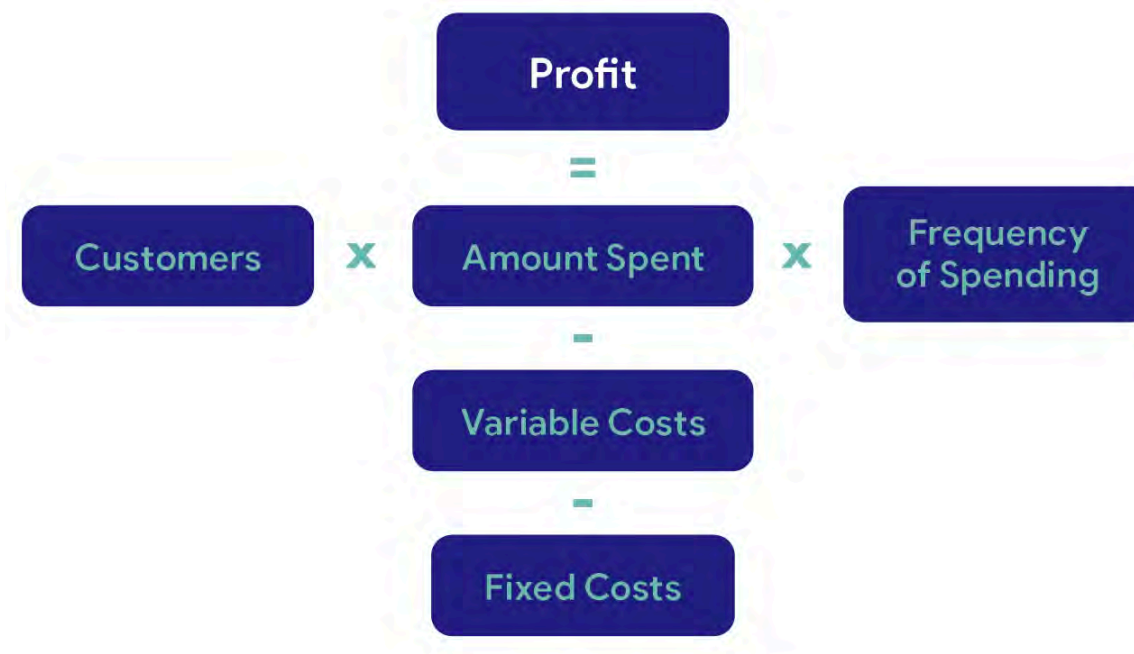 Profit
=
Customers x Amount Spent x Frequency
of Spending
-
Variable Costs
-
Fixed Costs